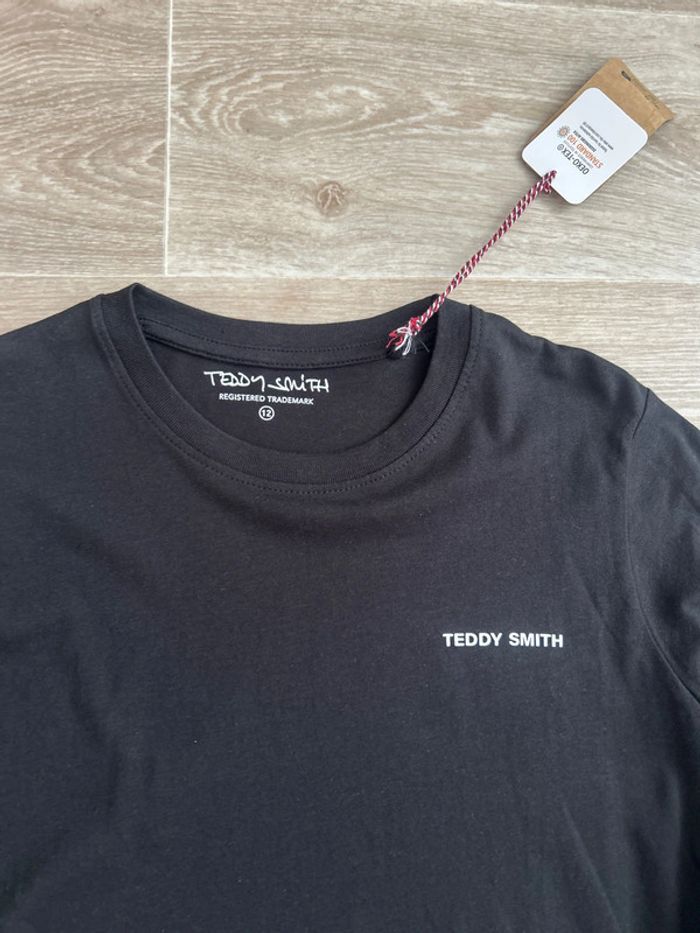 OEKO-TEX®
STANDARD 100
TEDDY SMITH
REGISTERED TRADEMARK
12
TEDDY SMITH